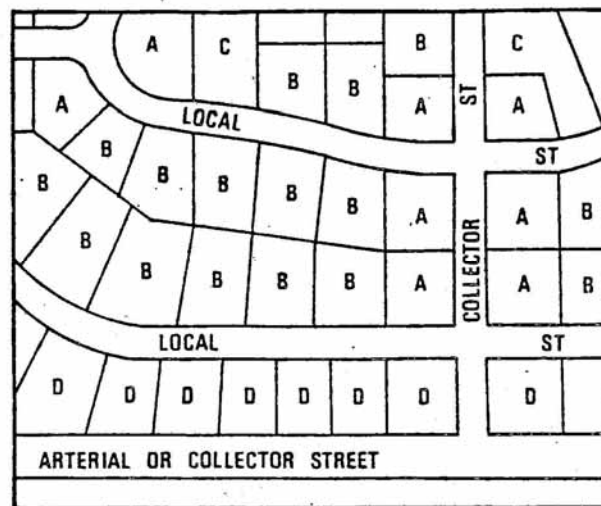 A C B C
ST
B B
A A
A
LOCAL
ST
B
B B
B B B B
A A B
COLLECTOR
B
B B B B
A A B
LOCAL ST
D D D D D D D D
ARTERIAL OR COLLECTOR STREET